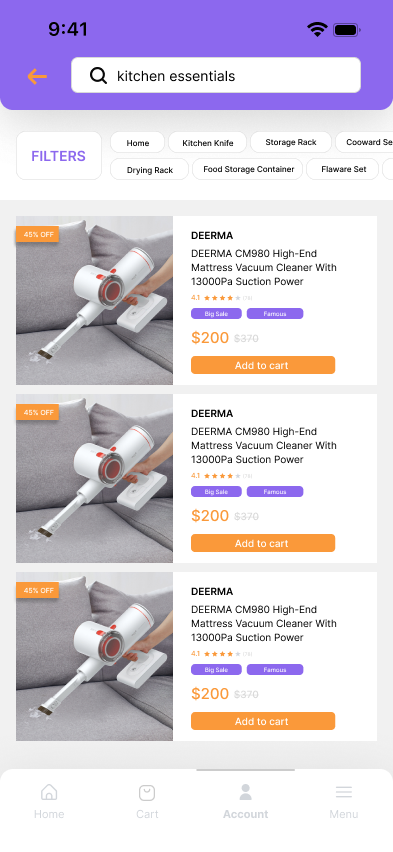 9:41
kitchen essentials
FILTERS
Home
Kitchen Knife
Storage Rack
Cooward Se
Drying Rack
Food Storage Container
Flaware Set
45% OFF
DEERMA
DEERMA CM980 High-End
Mattress Vacuum Cleaner With
13000Pa Suction Power
4.1
Big Sale
Famous
$200 $370
Add to cart
45% OFF
DEERMA
DEERMA CM980 High-End
Mattress Vacuum Cleaner With
13000Pa Suction Power
4.1
Big Sale
Famous
$200 $370
Add to cart
45% OFF
DEERMA
DEERMA CM980 High-End
Mattress Vacuum Cleaner With
13000Pa Suction Power
4.1
Big Sale
Famous
$200 $370
Add to cart
Home
Cart
Account
Menu